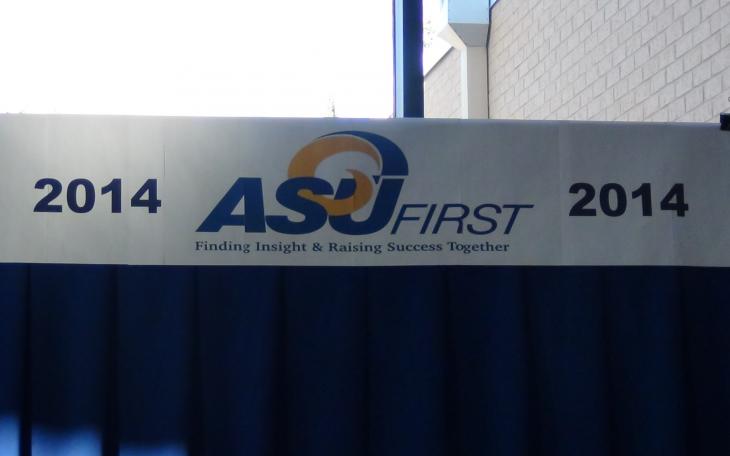 2014 ASU FIRST 2014
Finding Insight & Raising Success Together